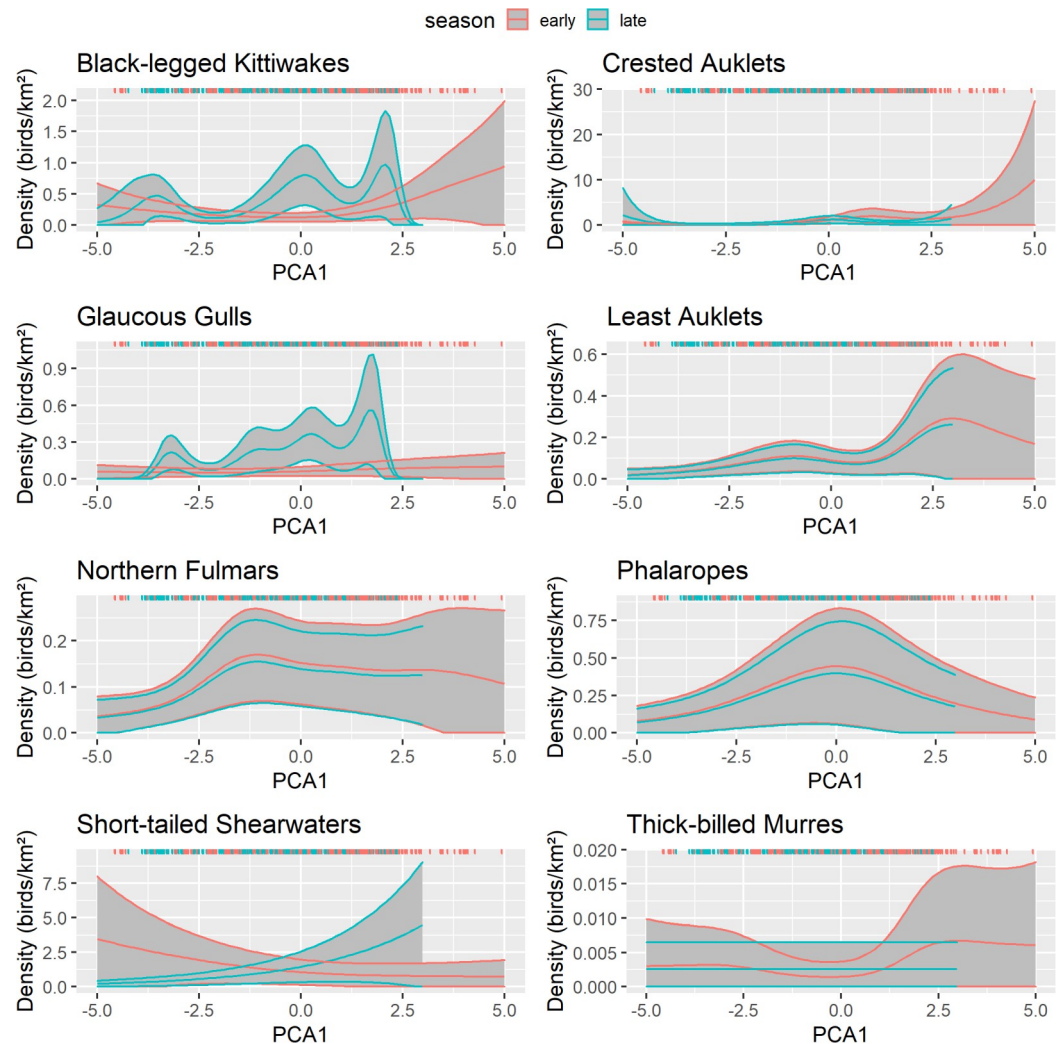 season early late
Black-legged Kittiwakes
Density (birds/km²)
2.0
1.5
1.0
0.5
0.0
-5.0 -2.5 0.0 2.5 5.0
PCA1
Crested Auklets
Density (birds/km²)
30
20
10
0
-5.0 -2.5 0.0 2.5 5.0
PCA1
Glaucous Gulls
Density (birds/km²)
0.9
0.6
0.3
0.0
-5.0 -2.5 0.0 2.5 5.0
PCA1
Least Auklets
Density (birds/km²)
0.6
0.4
0.2
0.0
-5.0 -2.5 0.0 2.5 5.0
PCA1
Northern Fulmars
Density (birds/km²)
0.2
0.1
0.0
-5.0 -2.5 0.0 2.5 5.0
PCA1
Phalaropes
Density (birds/km²)
0.75
0.50
0.25
0.00
-5.0 -2.5 0.0 2.5 5.0
PCA1
Short-tailed Shearwaters
Density (birds/km²)
7.5
5.0
2.5
0.0
-5.0 -2.5 0.0 2.5 5.0
PCA1
Thick-billed Murres
Density (birds/km²)
0.020
0.015
0.010
0.005
0.000
-5.0 -2.5 0.0 2.5 5.0
PCA1